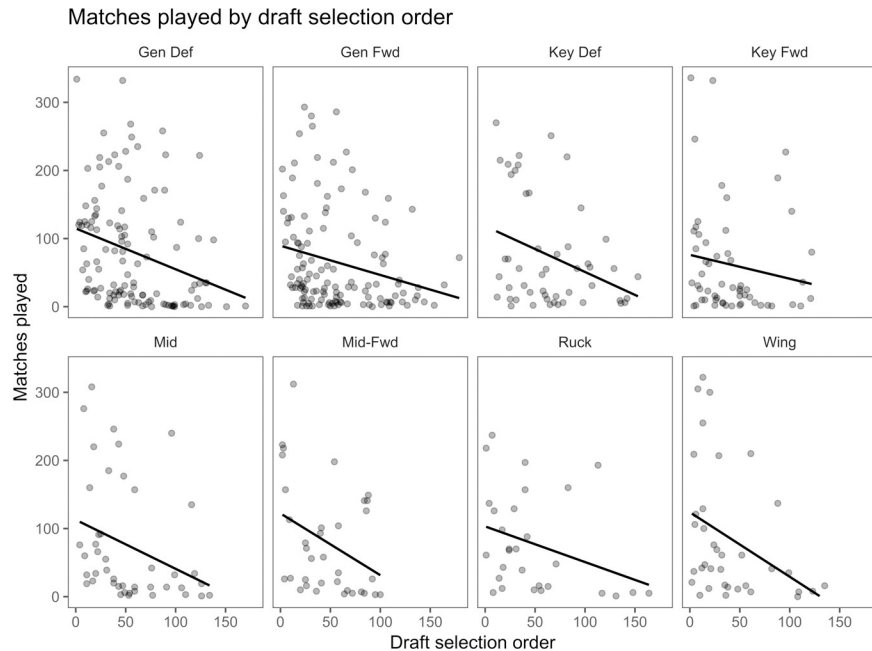 Matches played by draft selection order
Gen Def Gen Fwd Key Def Key Fwd
300
200
100
0
Mid Mid-Fwd Ruck Wing
300
200
100
0
0 50 100 150 0 50 100 150 0 50 100 150 0 50 100 150
Matches played
Draft selection order